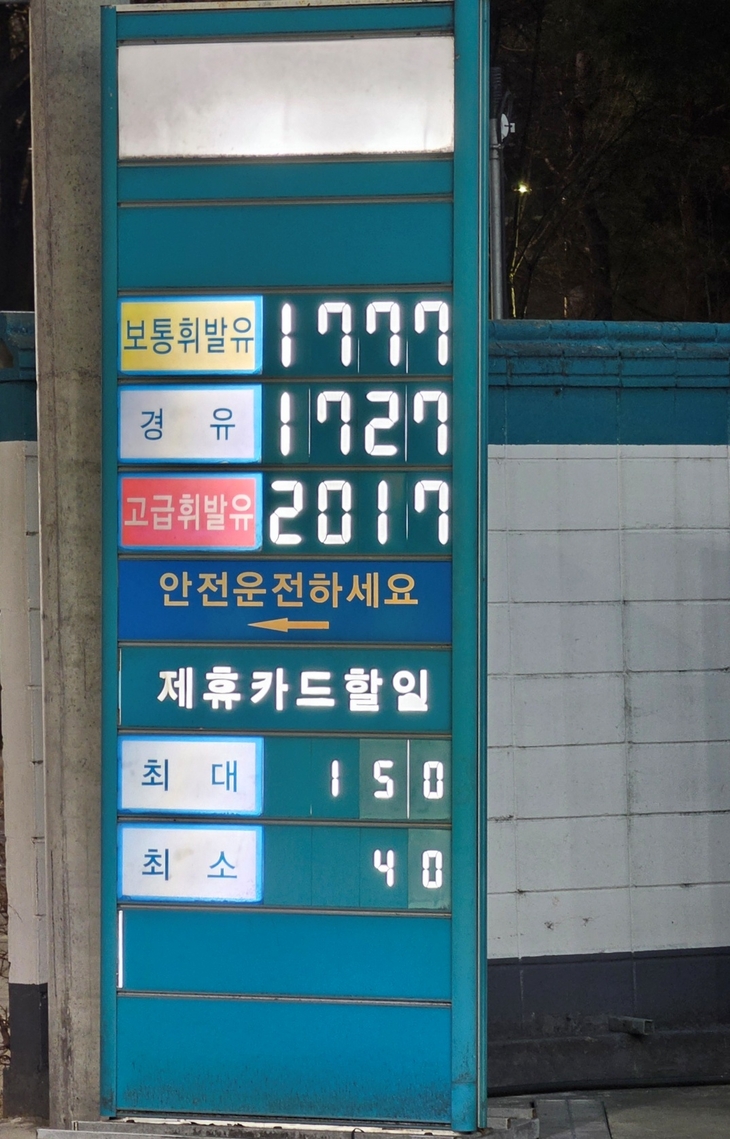 보통휘발유 1777
경유 1727
고급휘발유 2017
안전운전하세요
제휴카드할인
최대 150
최소 40